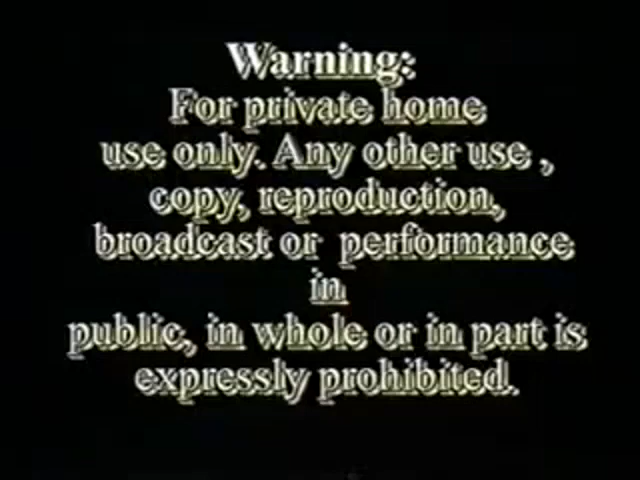 Warning:
For private home
use only. Any other use ,
copy, reproduction,
broadcast or performance
in
public, in whole or in part is
expressly prohibited.